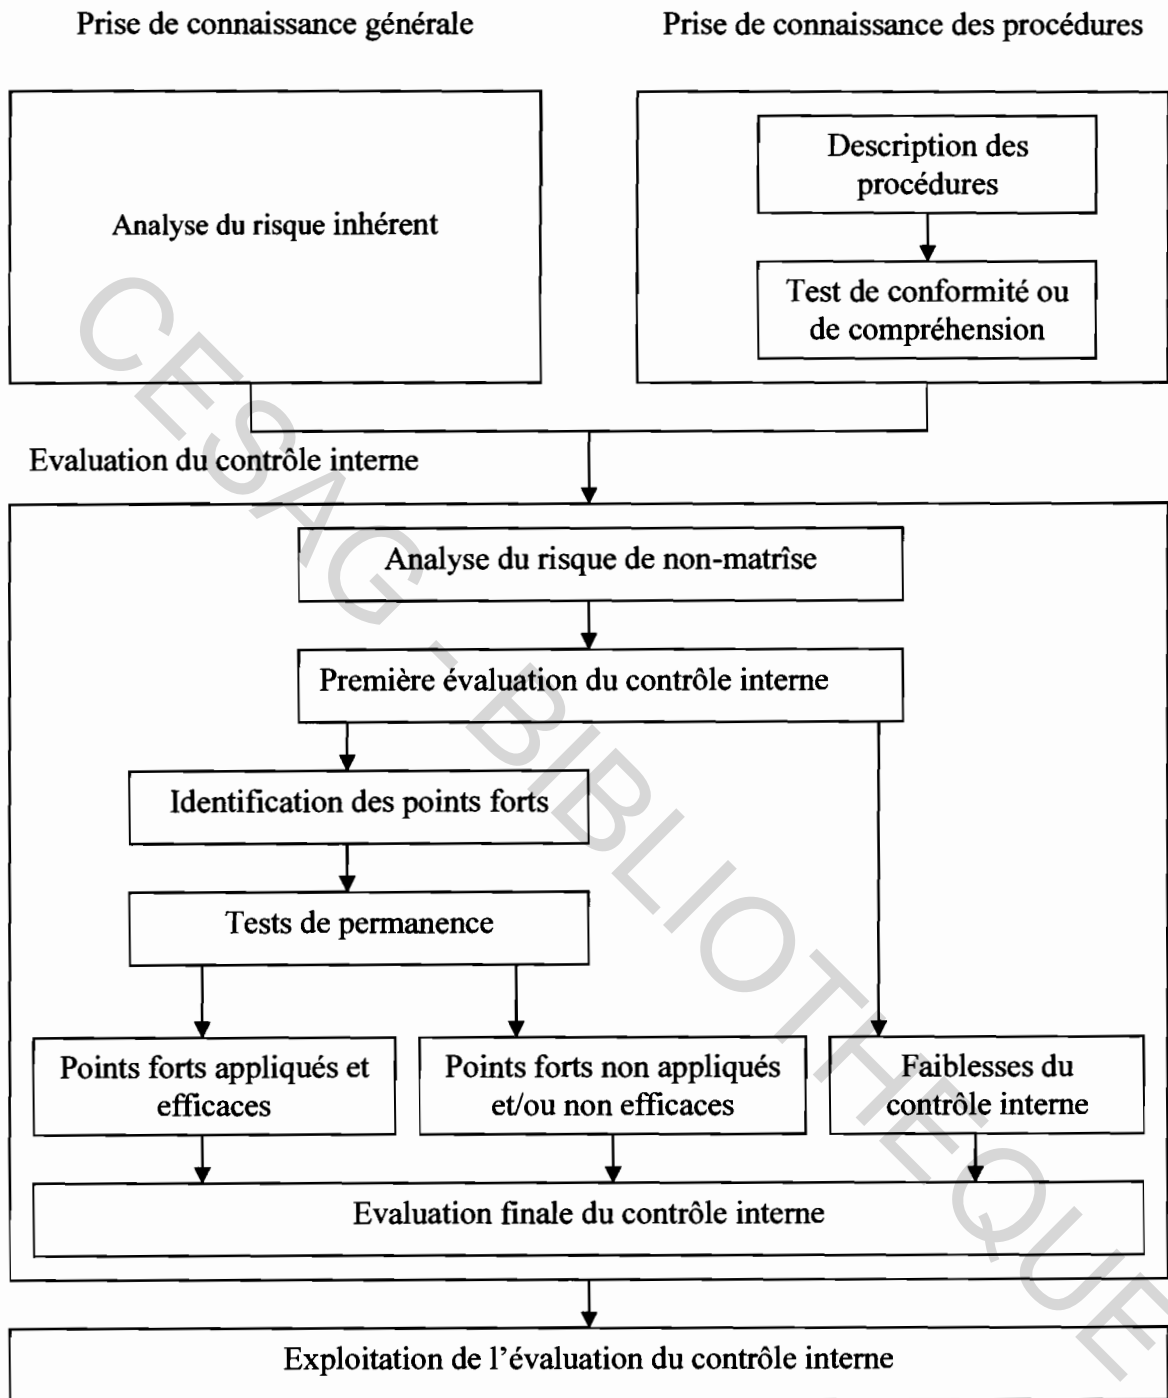 Prise de connaissance générale
Prise de connaissance des procédures
Analyse du risque inhérent
Description des
procédures
Test de conformité ou
de compréhension
Evaluation du contrôle interne
Analyse du risque de non-matrîse
Première évaluation du contrôle interne
Identification des points forts
Tests de permanence
Points forts appliqués et
efficaces
Points forts non appliqués
et/ou non efficaces
Faiblesses du
contrôle interne
Evaluation finale du contrôle interne
Exploitation de l'évaluation du contrôle interne
CESAG - BIBLIOTHEQUE